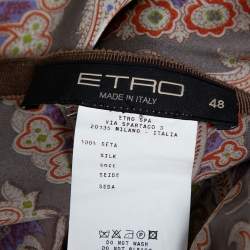 ETRO
MADE IN ITALY
48
ETRO SPA
VIA SPARTACO 3
20135 MILANO - ITALIA
100% SETA
SILK
SOIE
SEIDE
SEDA
DO NOT WASH